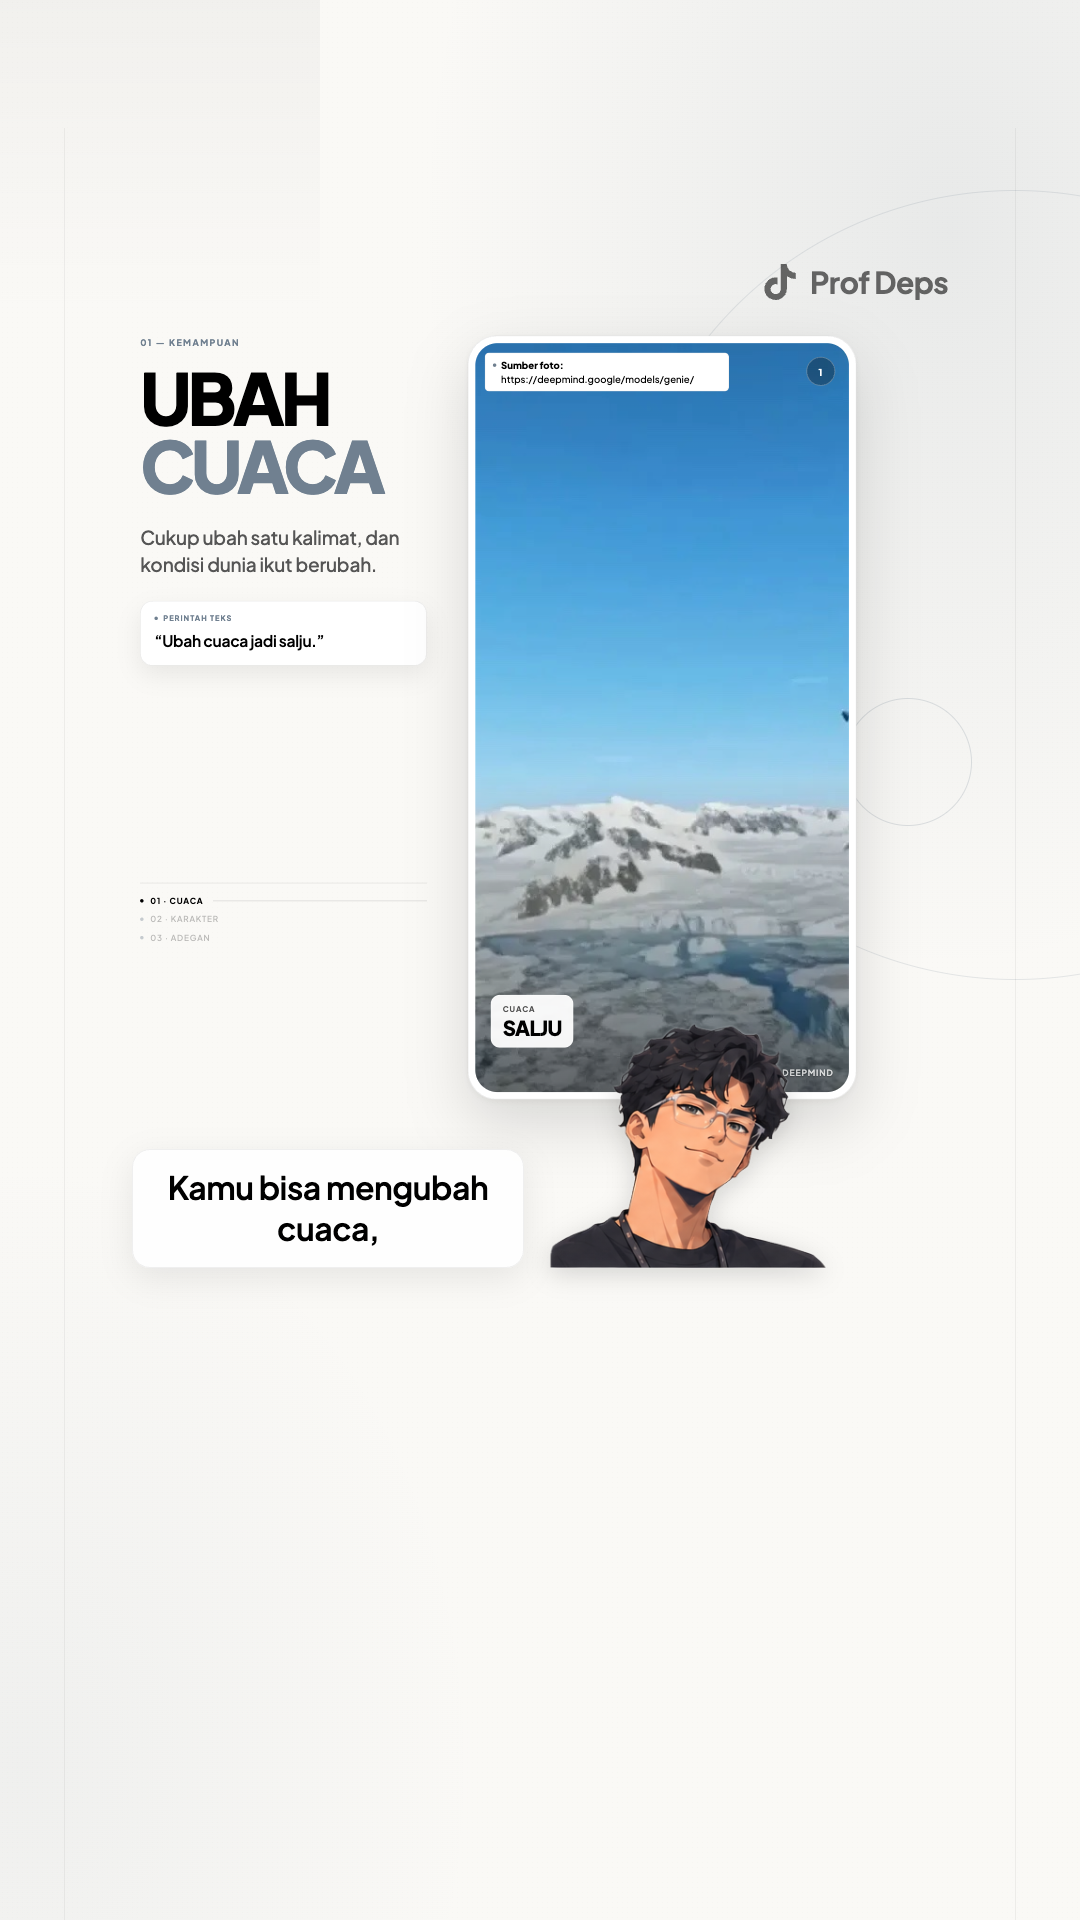 Prof Deps
01 — KEMAMPUAN
UBAH
CUACA
Cukup ubah satu kalimat, dan
kondisi dunia ikut berubah.
PERINTAH TEKS
“Ubah cuaca jadi salju.”
01 · CUACA
02 · KARAKTER
03 · ADEGAN
Sumber foto:
https://deepmind.google/models/genie/
1
CUACA
SALJU
DEEPMIND
Kamu bisa mengubah
cuaca,